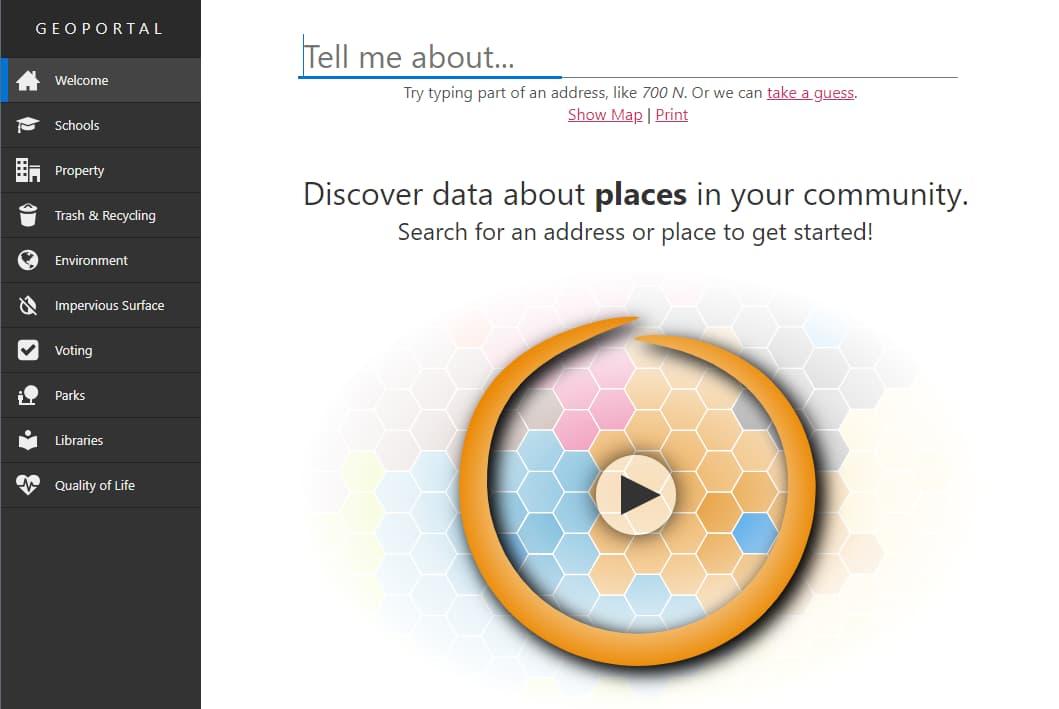 GEOPORTAL
Welcome
Schools
Property
Trash & Recycling
Environment
Impervious Surface
Voting
Parks
Libraries
Quality of Life
Tell me about...
Try typing part of an address, like 700 N. Or we can take a guess.
Show Map | Print
Discover data about places in your community.
Search for an address or place to get started!